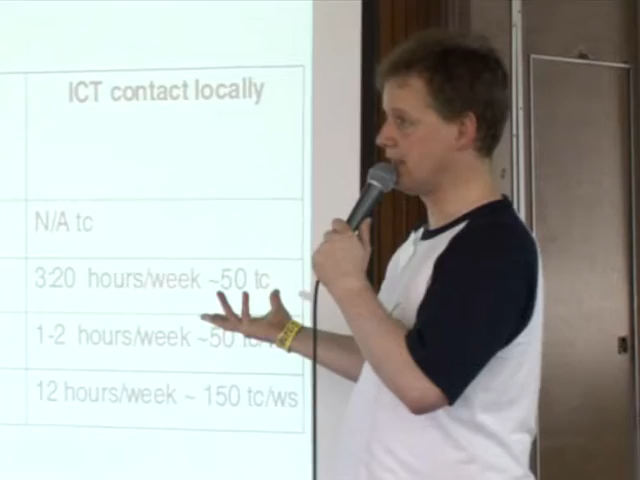 ICT contact locally
N/A tc
3:20 hours/week ~50 tc
1-2 hours/week ~50
12 hours/week ~ 150 tc/ws